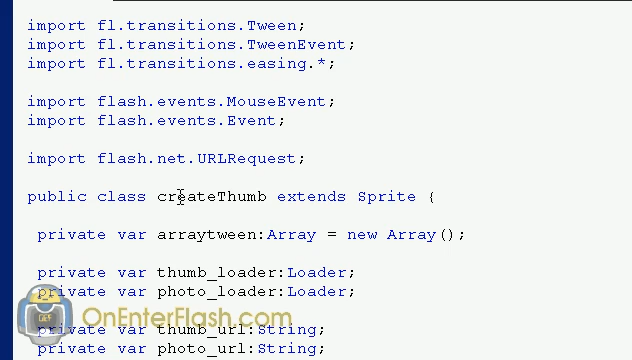 import fl.transitions.Tween;
import fl.transitions.TweenEvent;
import fl.transitions.easing.*;
import flash.events.MouseEvent;
import flash.events.Event;
import flash.net.URLRequest;
public class createThumb extends Sprite {
private var arraytween:Array = new Array();
private var thumb_loader:Loader;
private var photo_loader:Loader;
OnEnterFlash.com
private var thumb_url:String;
private var photo_url:String;